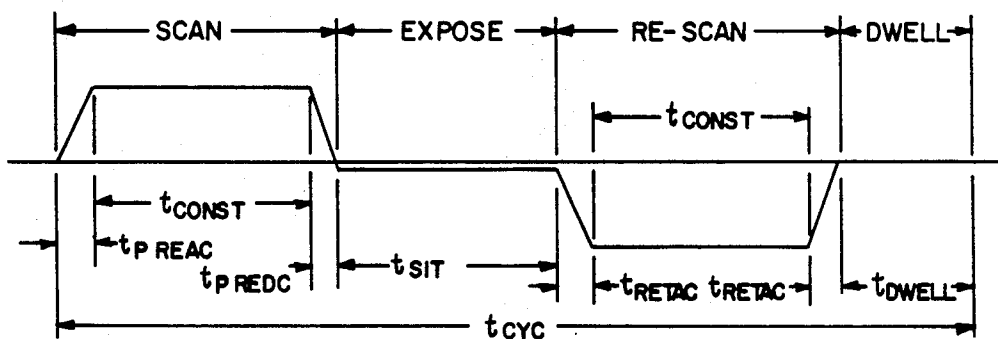 SCAN EXPOSE RE-SCAN DWELL
tCONST
tCONST
tP REAC
tP REDC tSIT tRETAC tRETAC tDWELL
tCYC